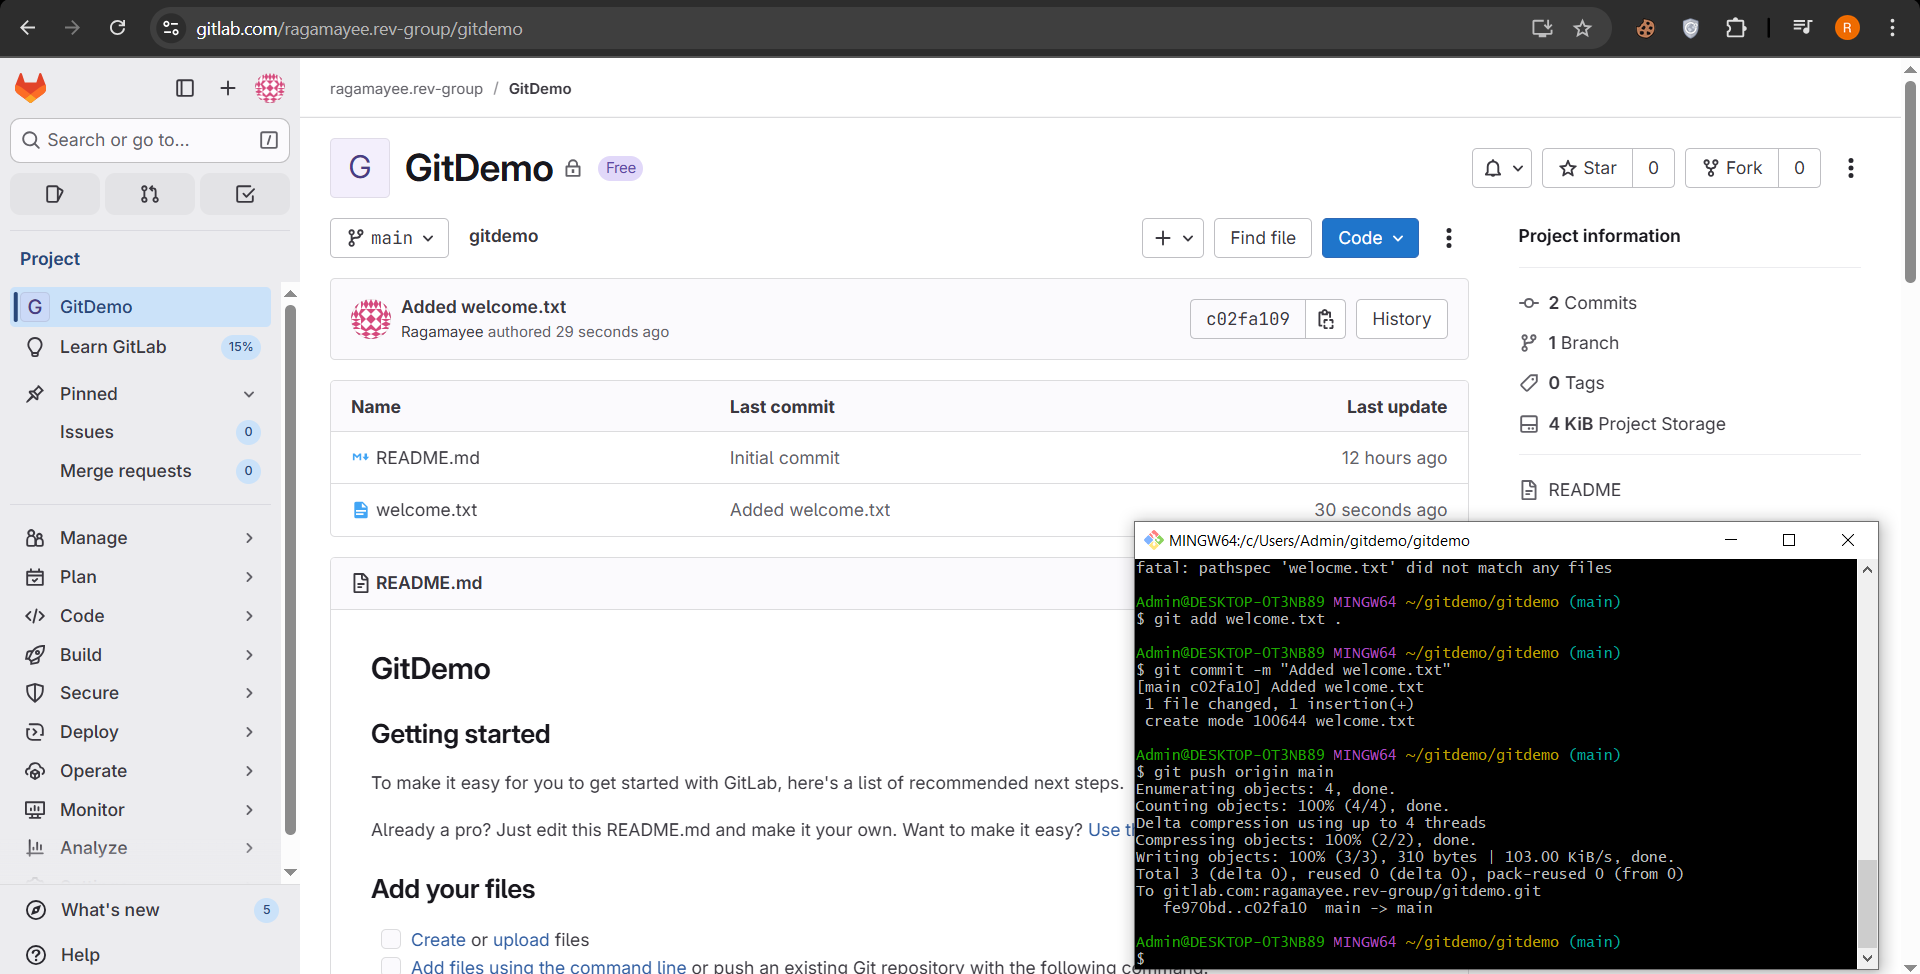 gitlab.com/ragamayee.rev-group/gitdemo
R
Search or go to...
/
Project
G GitDemo
Learn GitLab 15%
Pinned
Issues 0
Merge requests 0
Manage
Plan
Code
Build
Secure
Deploy
Operate
Monitor
Analyze
What's new 5
Help
ragamayee.rev-group / GitDemo
G GitDemo Free
Star 0 Fork 0
main gitdemo
Find file Code
Added welcome.txt
Ragamayee authored 29 seconds ago
c02fa109 History
Name Last commit Last update
README.md Initial commit 12 hours ago
welcome.txt Added welcome.txt 30 seconds ago
README.md
GitDemo
Getting started
To make it easy for you to get started with GitLab, here's a list of recommended next steps.
Already a pro? Just edit this README.md and make it your own. Want to make it easy? Use
Add your files
Create or upload files
Add files using the command line or push an existing Git repository with the following command:
Project information
2 Commits
1 Branch
0 Tags
4 KiB Project Storage
README
MINGW64:/c/Users/Admin/gitdemo/gitdemo
fatal: pathspec 'welocme.txt' did not match any files
Admin@DESKTOP-OT3NB89 MINGW64 ~/gitdemo/gitdemo (main)
$ git add welcome.txt .
Admin@DESKTOP-OT3NB89 MINGW64 ~/gitdemo/gitdemo (main)
$ git commit -m "Added welcome.txt"
[main c02fa10] Added welcome.txt
1 file changed, 1 insertion(+)
create mode 100644 welcome.txt
Admin@DESKTOP-OT3NB89 MINGW64 ~/gitdemo/gitdemo (main)
$ git push origin main
Enumerating objects: 4, done.
Counting objects: 100% (4/4), done.
Delta compression using up to 4 threads
Compressing objects: 100% (2/2), done.
Writing objects: 100% (3/3), 310 bytes | 103.00 KiB/s, done.
Total 3 (delta 0), reused 0 (delta 0), pack-reused 0 (from 0)
To gitlab.com:ragamayee.rev-group/gitdemo.git
fe970bd..c02fa10 main -> main
Admin@DESKTOP-OT3NB89 MINGW64 ~/gitdemo/gitdemo (main)
$